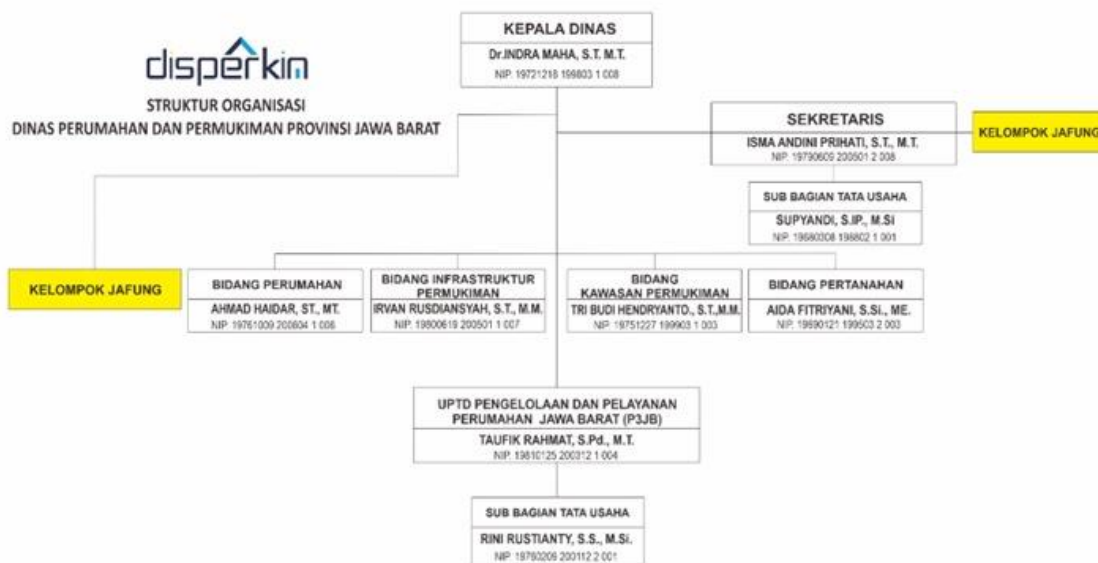 disperkim
STRUKTUR ORGANISASI
DINAS PERUMAHAN DAN PERMUKIMAN PROVINSI JAWA BARAT
KEPALA DINAS
Dr.INDRA MAHA, S.T. M.T.
NIP. 19721218 199803 1 008
SEKRETARIS
ISMA ANDINI PRIHATI, S.T., M.T.
NIP. 19790609 200501 2 008
KELOMPOK JAFUNG
SUB BAGIAN TATA USAHA
SUPYANDI, S.IP., M.Si
NIP. 19680308 198802 1 001
KELOMPOK JAFUNG
BIDANG PERUMAHAN
AHMAD HAIDAR, ST., MT.
NIP. 19761009 200604 1 006
BIDANG INFRASTRUKTUR
PERMUKIMAN
IRVAN RUSDIANSYAH, S.T., M.M.
NIP. 19800619 200501 1 007
BIDANG
KAWASAN PERMUKIMAN
TRI BUDI HENDRYANTO., S.T.,M.M.
NIP. 19751227 199903 1 003
BIDANG PERTANAHAN
AIDA FITRIYANI, S.Si., ME.
NIP. 19690121 199503 2 003
UPTD PENGELOLAAN DAN PELAYANAN
PERUMAHAN JAWA BARAT (P3JB)
TAUFIK RAHMAT, S.Pd., M.T.
NIP. 19810125 200312 1 004
SUB BAGIAN TATA USAHA
RINI RUSTIANTY, S.S., M.Si.
NIP. 19760206 200112 2 001